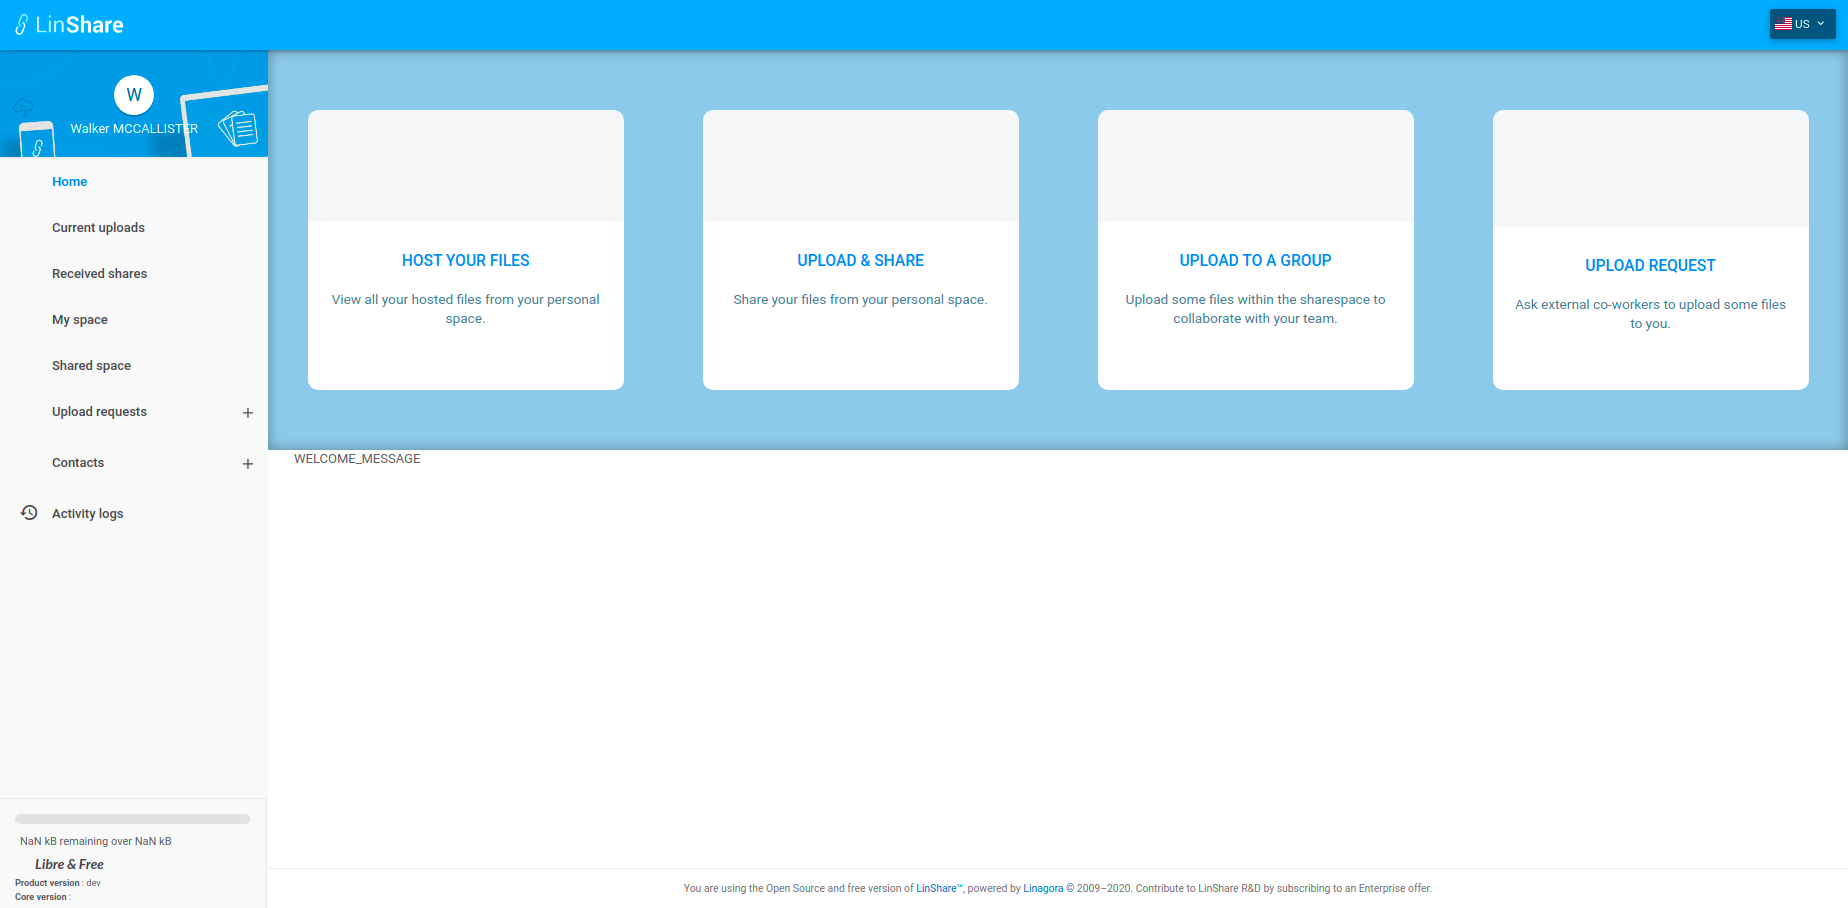 LinShare
US
W
Walker MCCALLISTER
Home
Current uploads
Received shares
My space
Shared space
Upload requests
Contacts
Activity logs
HOST YOUR FILES
View all your hosted files from your personal
space.
UPLOAD & SHARE
Share your files from your personal space.
UPLOAD TO A GROUP
Upload some files within the sharespace to
collaborate with your team.
UPLOAD REQUEST
Ask external co-workers to upload some files
to you.
WELCOME_MESSAGE
NaN kB remaining over NaN kB
Libre & Free
Product version : dev
Core version :
You are using the Open Source and free version of LinShare™, powered by Linagora © 2009–2020. Contribute to LinShare R&D by subscribing to an Enterprise offer.